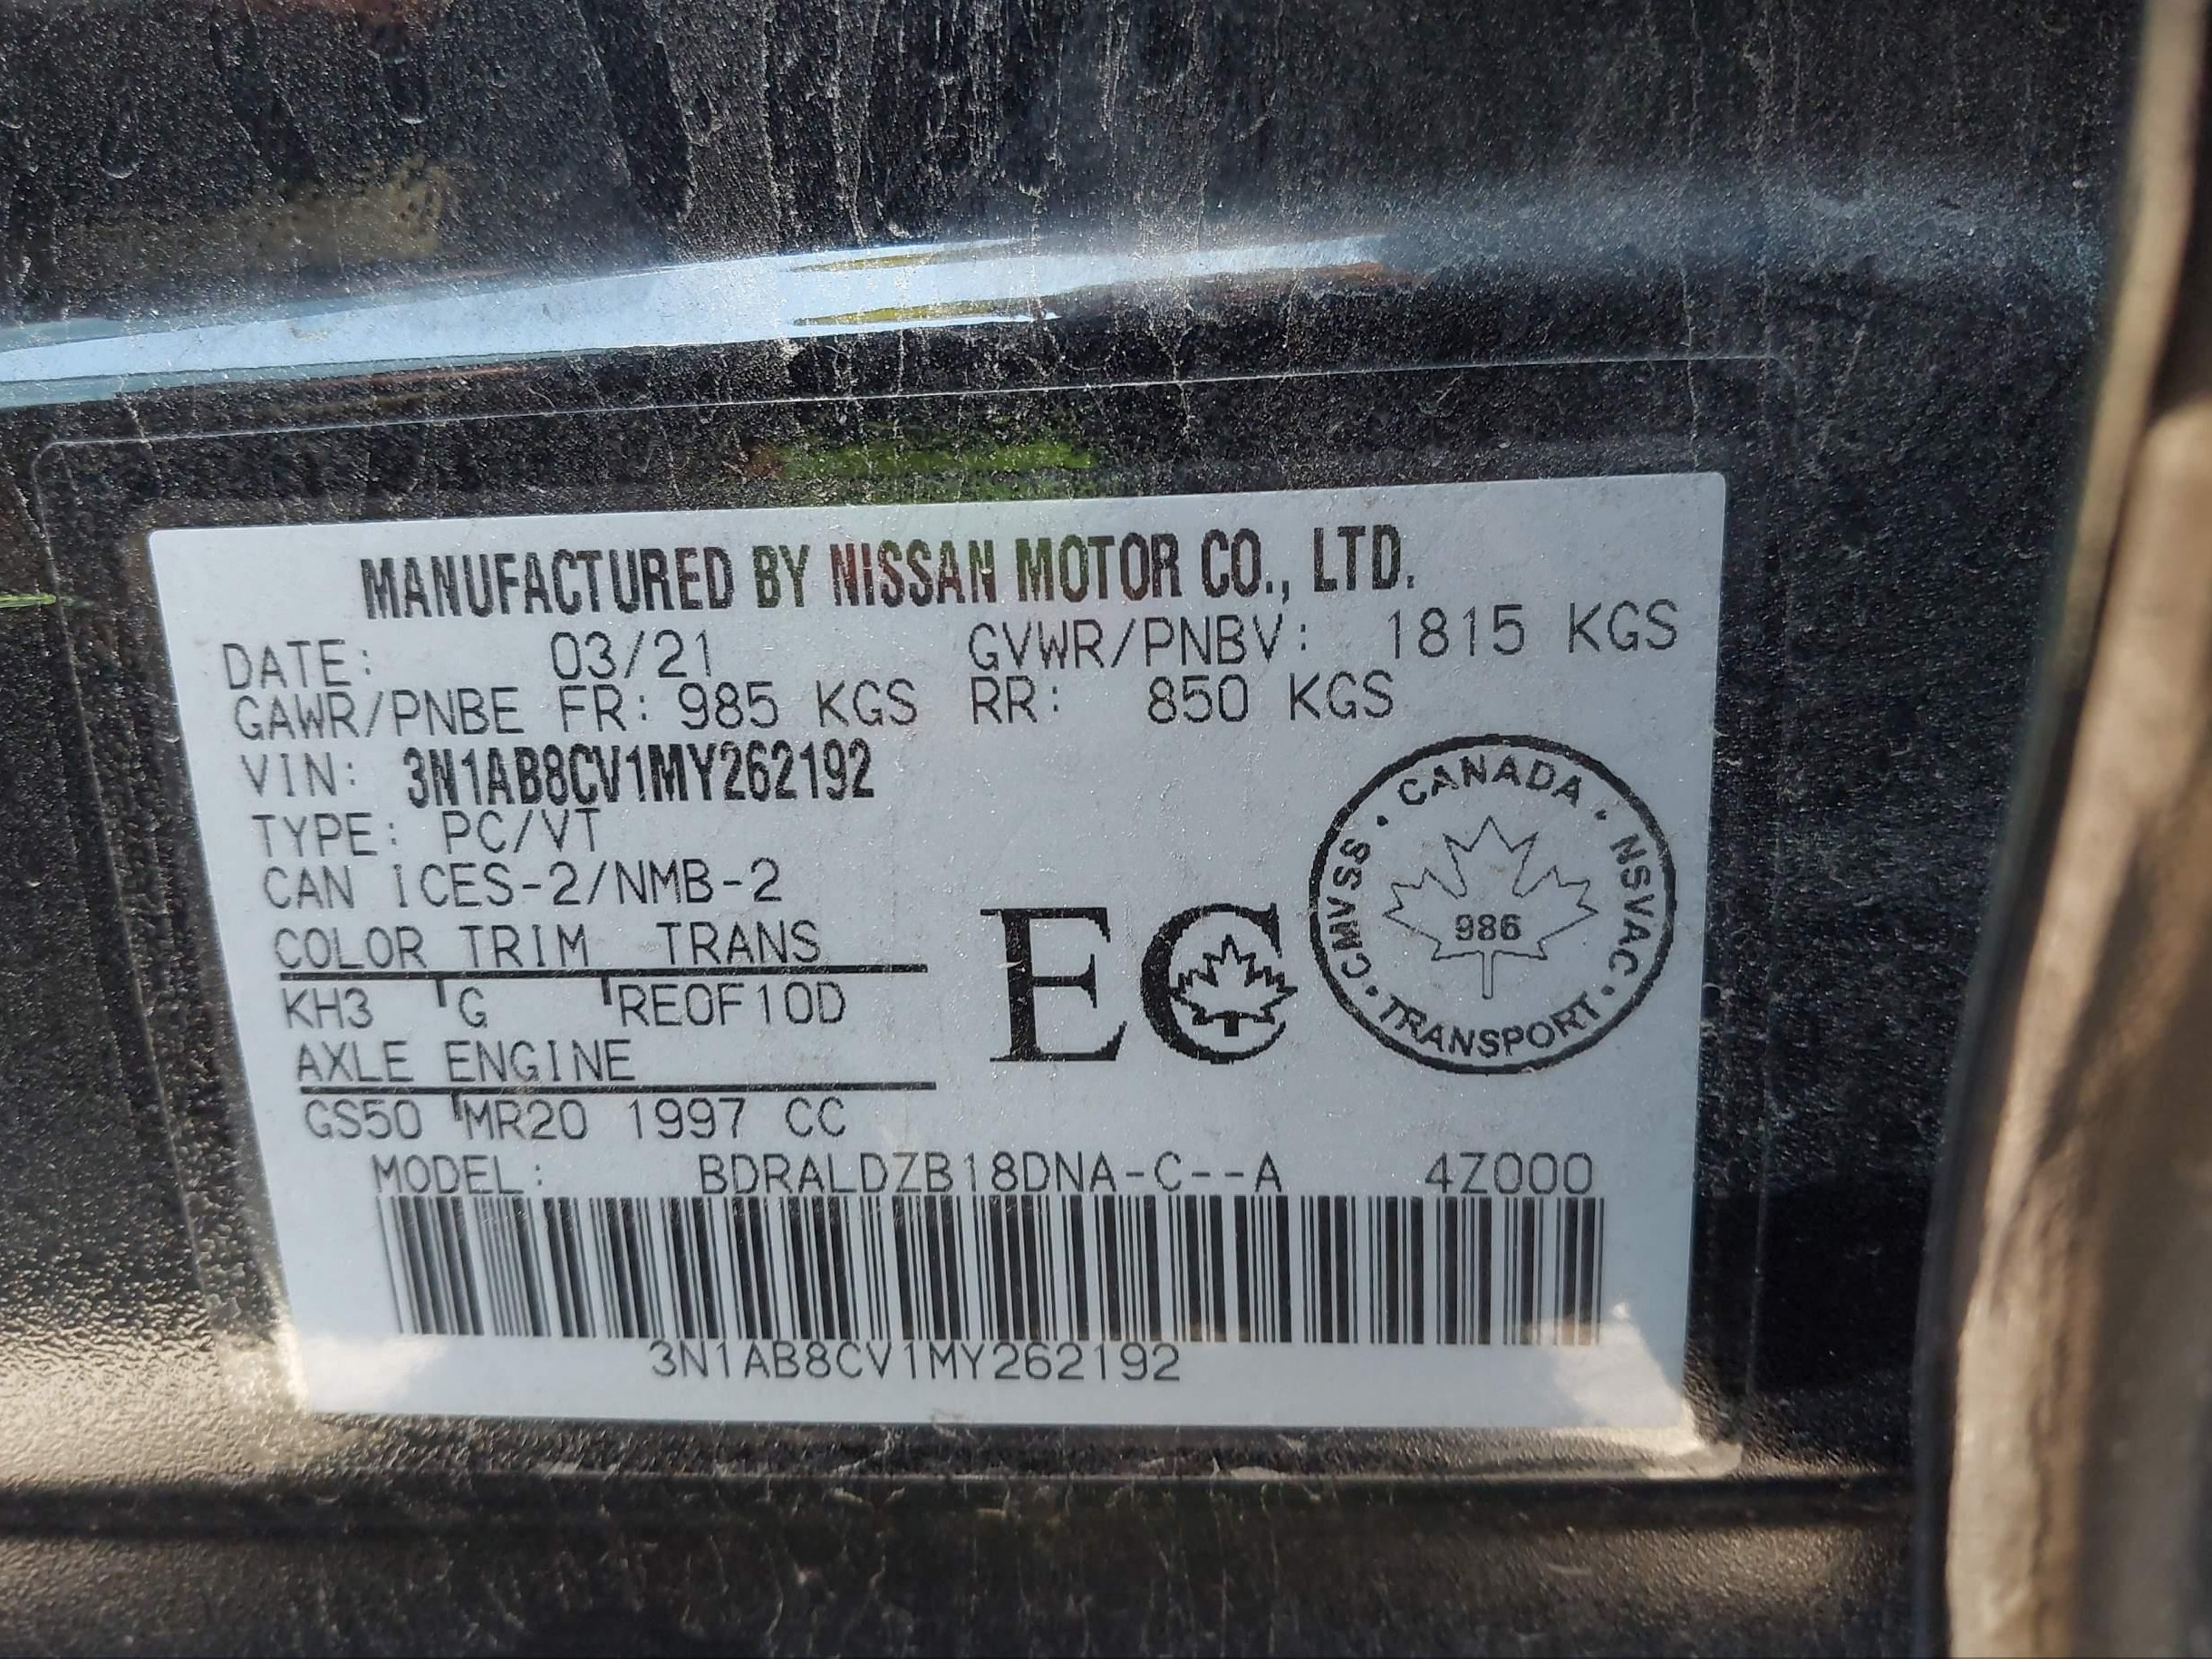 MANUFACTURED BY NISSAN MOTOR CO., LTD.
DATE: 03/21 GVWR/PNBV: 1815 KGS
GAWR/PNBE FR: 985 KGS RR: 850 KGS
VIN: 3N1AB8CV1MY262192
TYPE: PC/VT
CAN ICES-2/NMB-2
COLOR TRIM TRANS
KH3 G RE0F10D
AXLE ENGINE
GS50 MR20 1997 CC
EC
CANADA · NSVAC · TRANSPORT · CMVSS ·
986
MODEL: BDRALDZB18DNA-C--A 4Z000
3N1AB8CV1MY262192